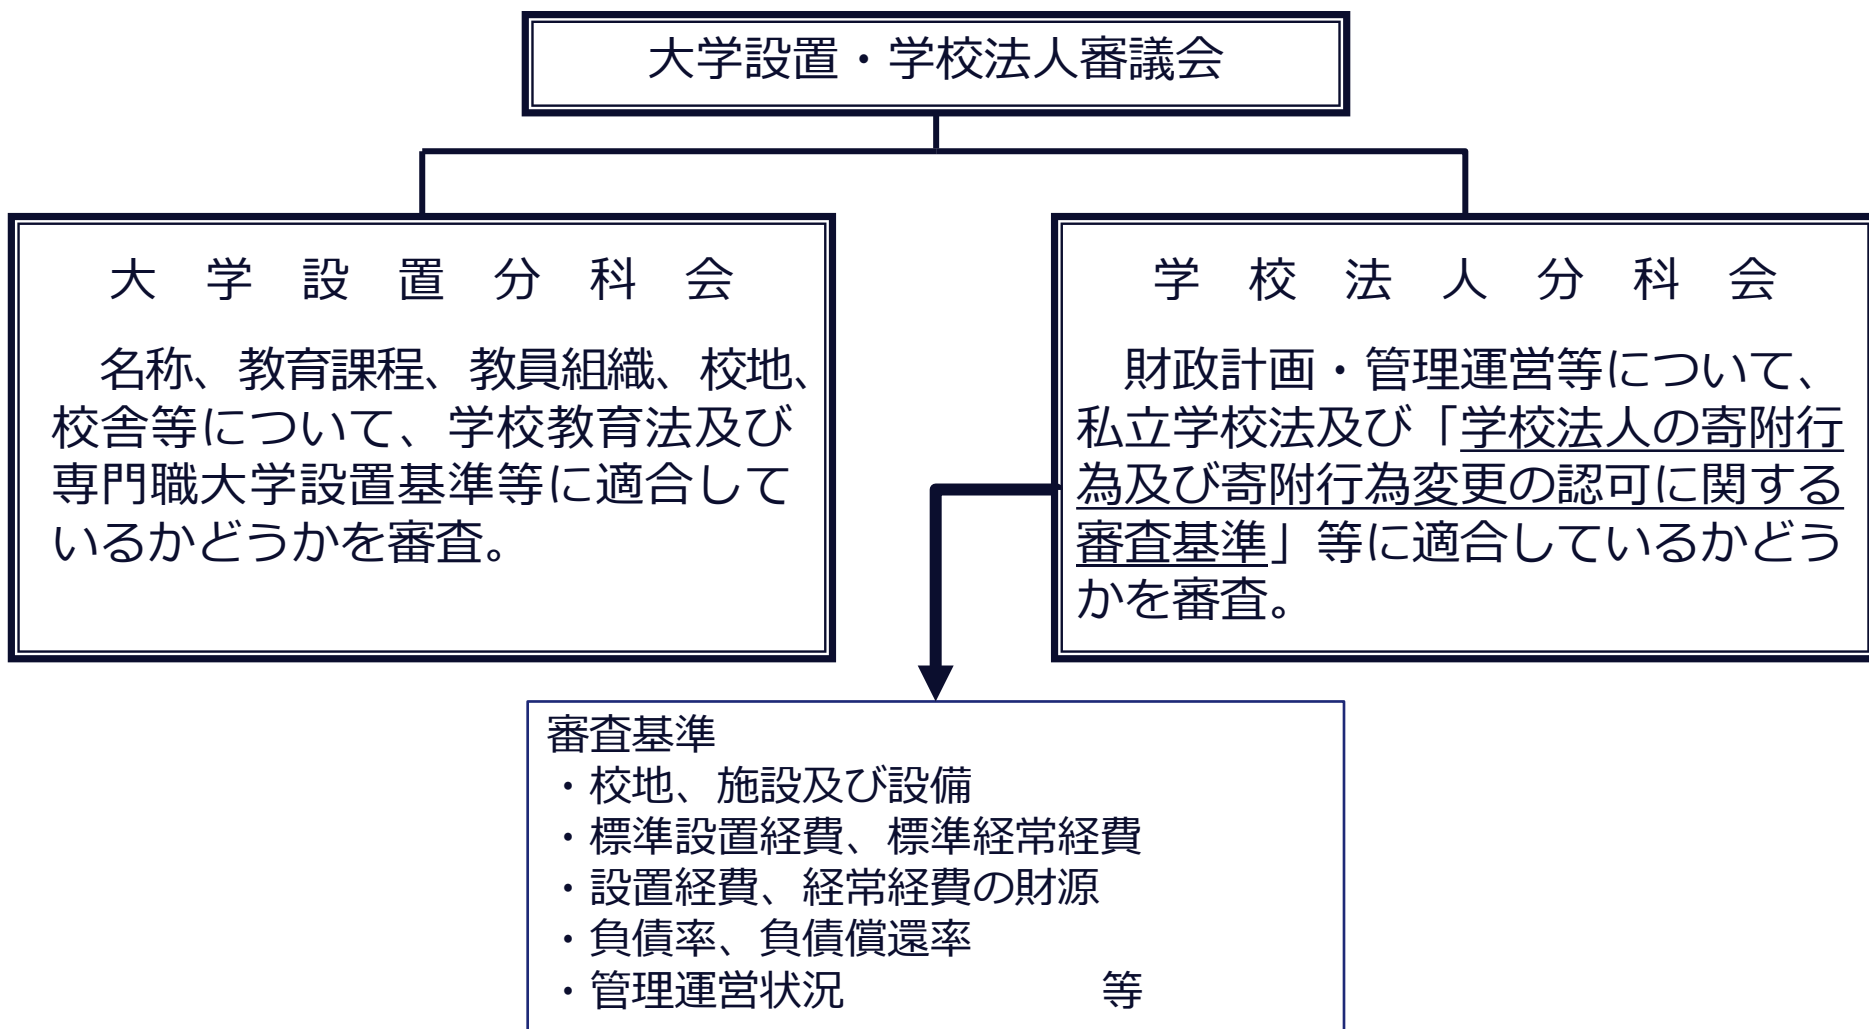 大学設置・学校法人審議会
大　学　設　置　分　科　会
　名称、教育課程、教員組織、校地、
校舎等について、学校教育法及び
専門職大学設置基準等に適合して
いるかどうかを審査。
学　校　法　人　分　科　会
　財政計画・管理運営等について、
私立学校法及び「学校法人の寄附行
為及び寄附行為変更の認可に関する
審査基準」等に適合しているかどう
かを審査。
審査基準
・校地、施設及び設備
・標準設置経費、標準経常経費
・設置経費、経常経費の財源
・負債率、負債償還率
・管理運営状況　　　　　　等